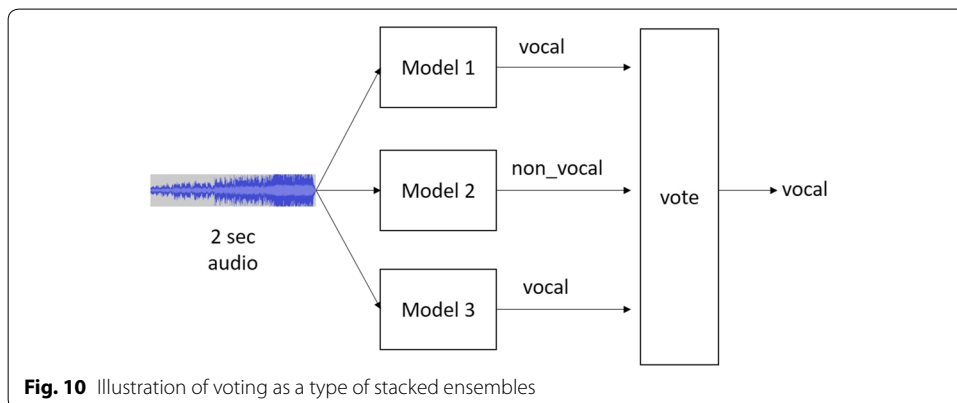 vocal
Model 1
non_vocal
Model 2
vote
vocal
2 sec
audio
vocal
Model 3
Fig. 10 Illustration of voting as a type of stacked ensembles